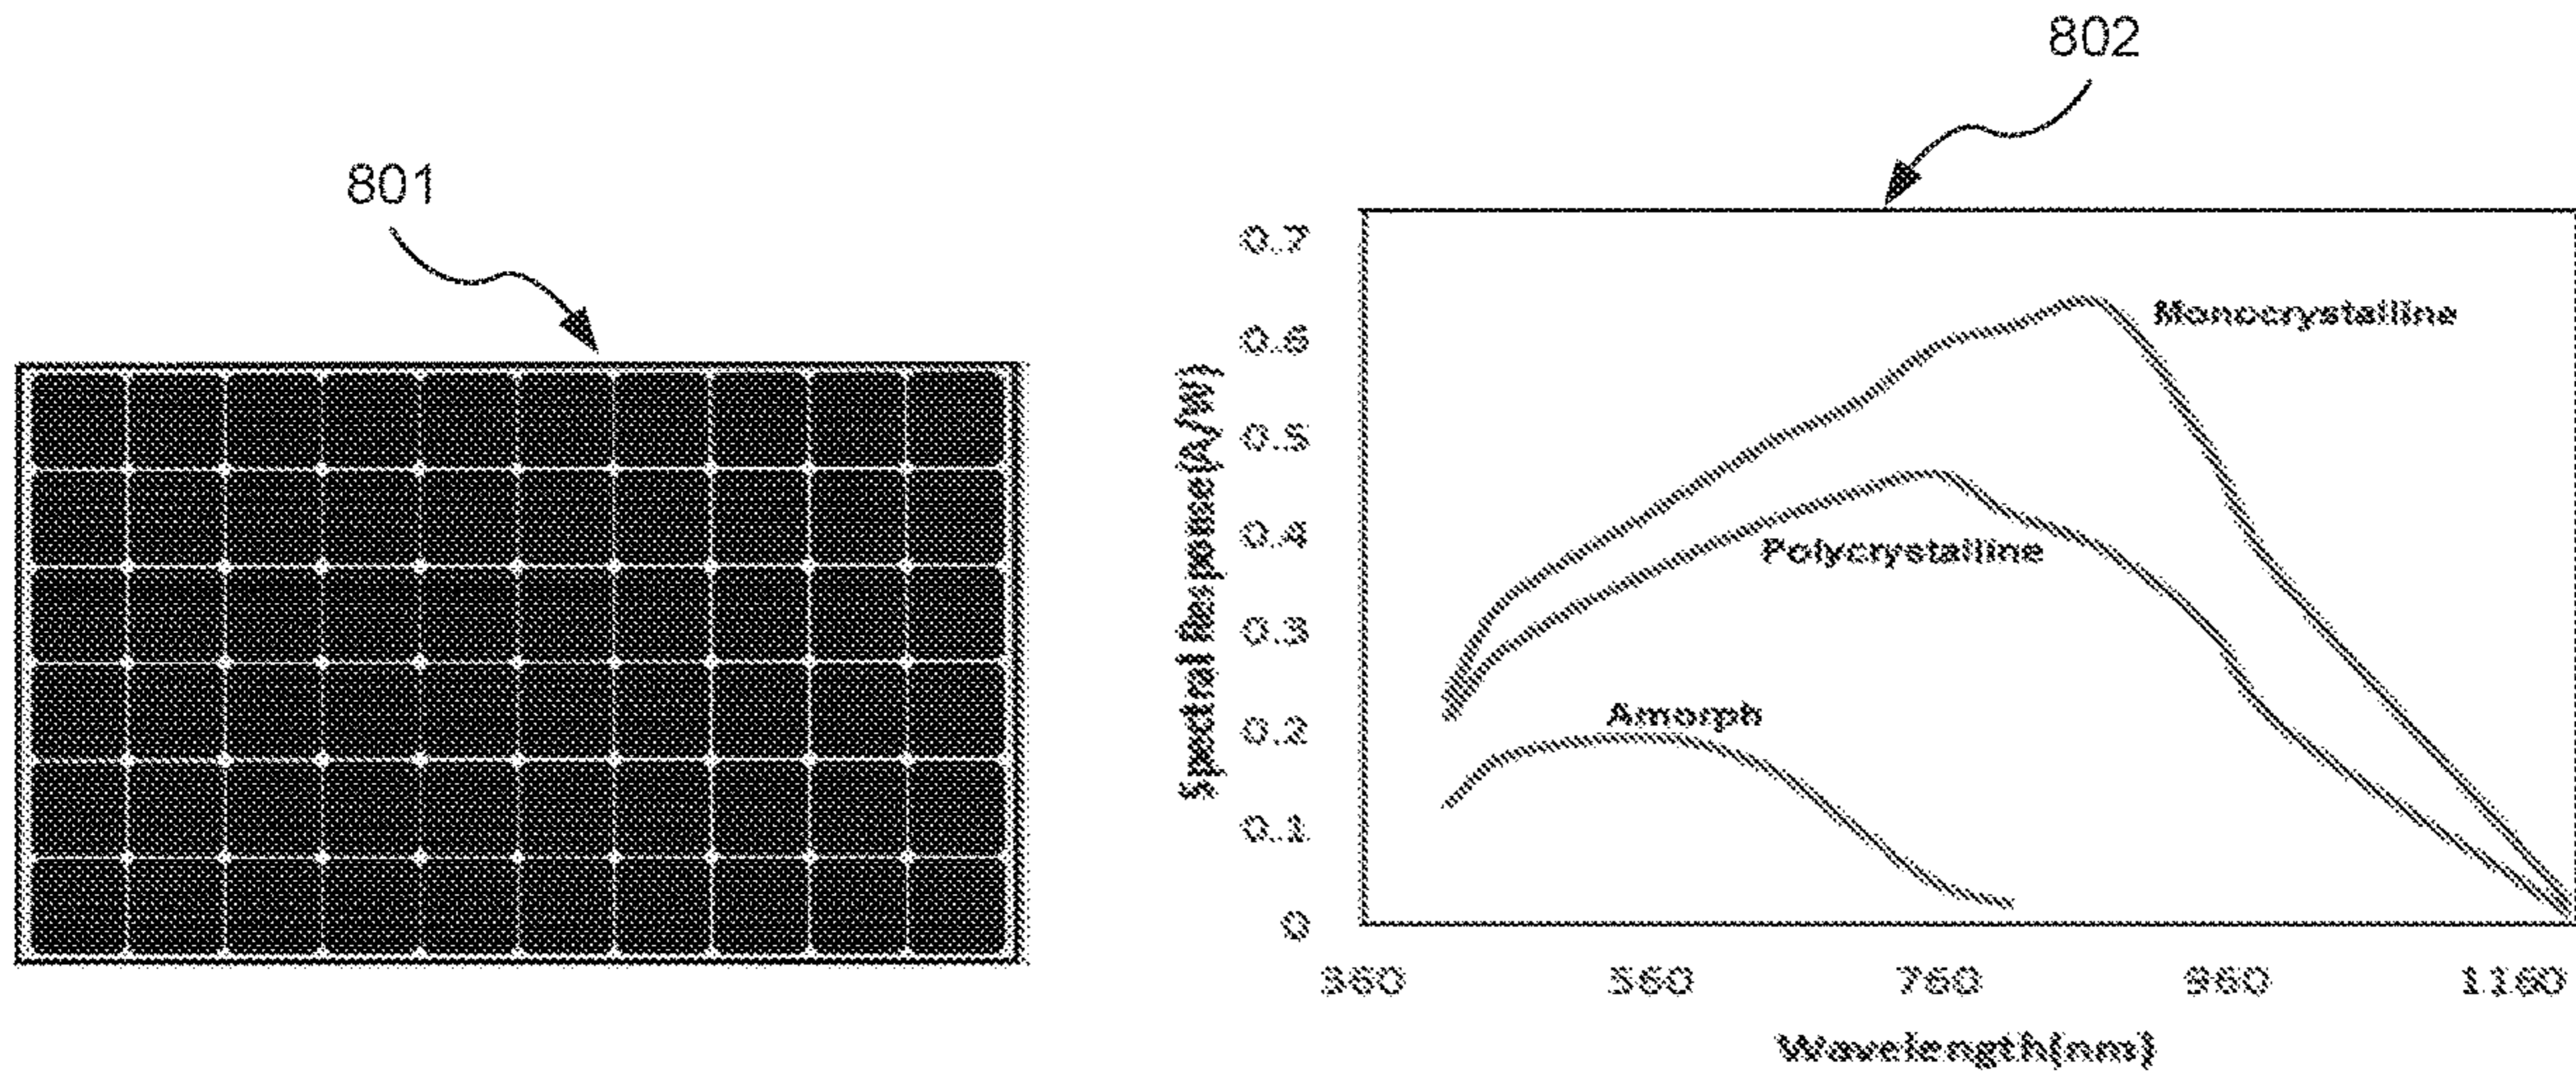 802
801
0.7
0.6
0.5
0.4
0.3
0.2
0.1
0
Spectral Response(A/W)
Monocrystalline
Polycrystalline
Amorph
360 560 760 960 1160
Wavelength(nm)